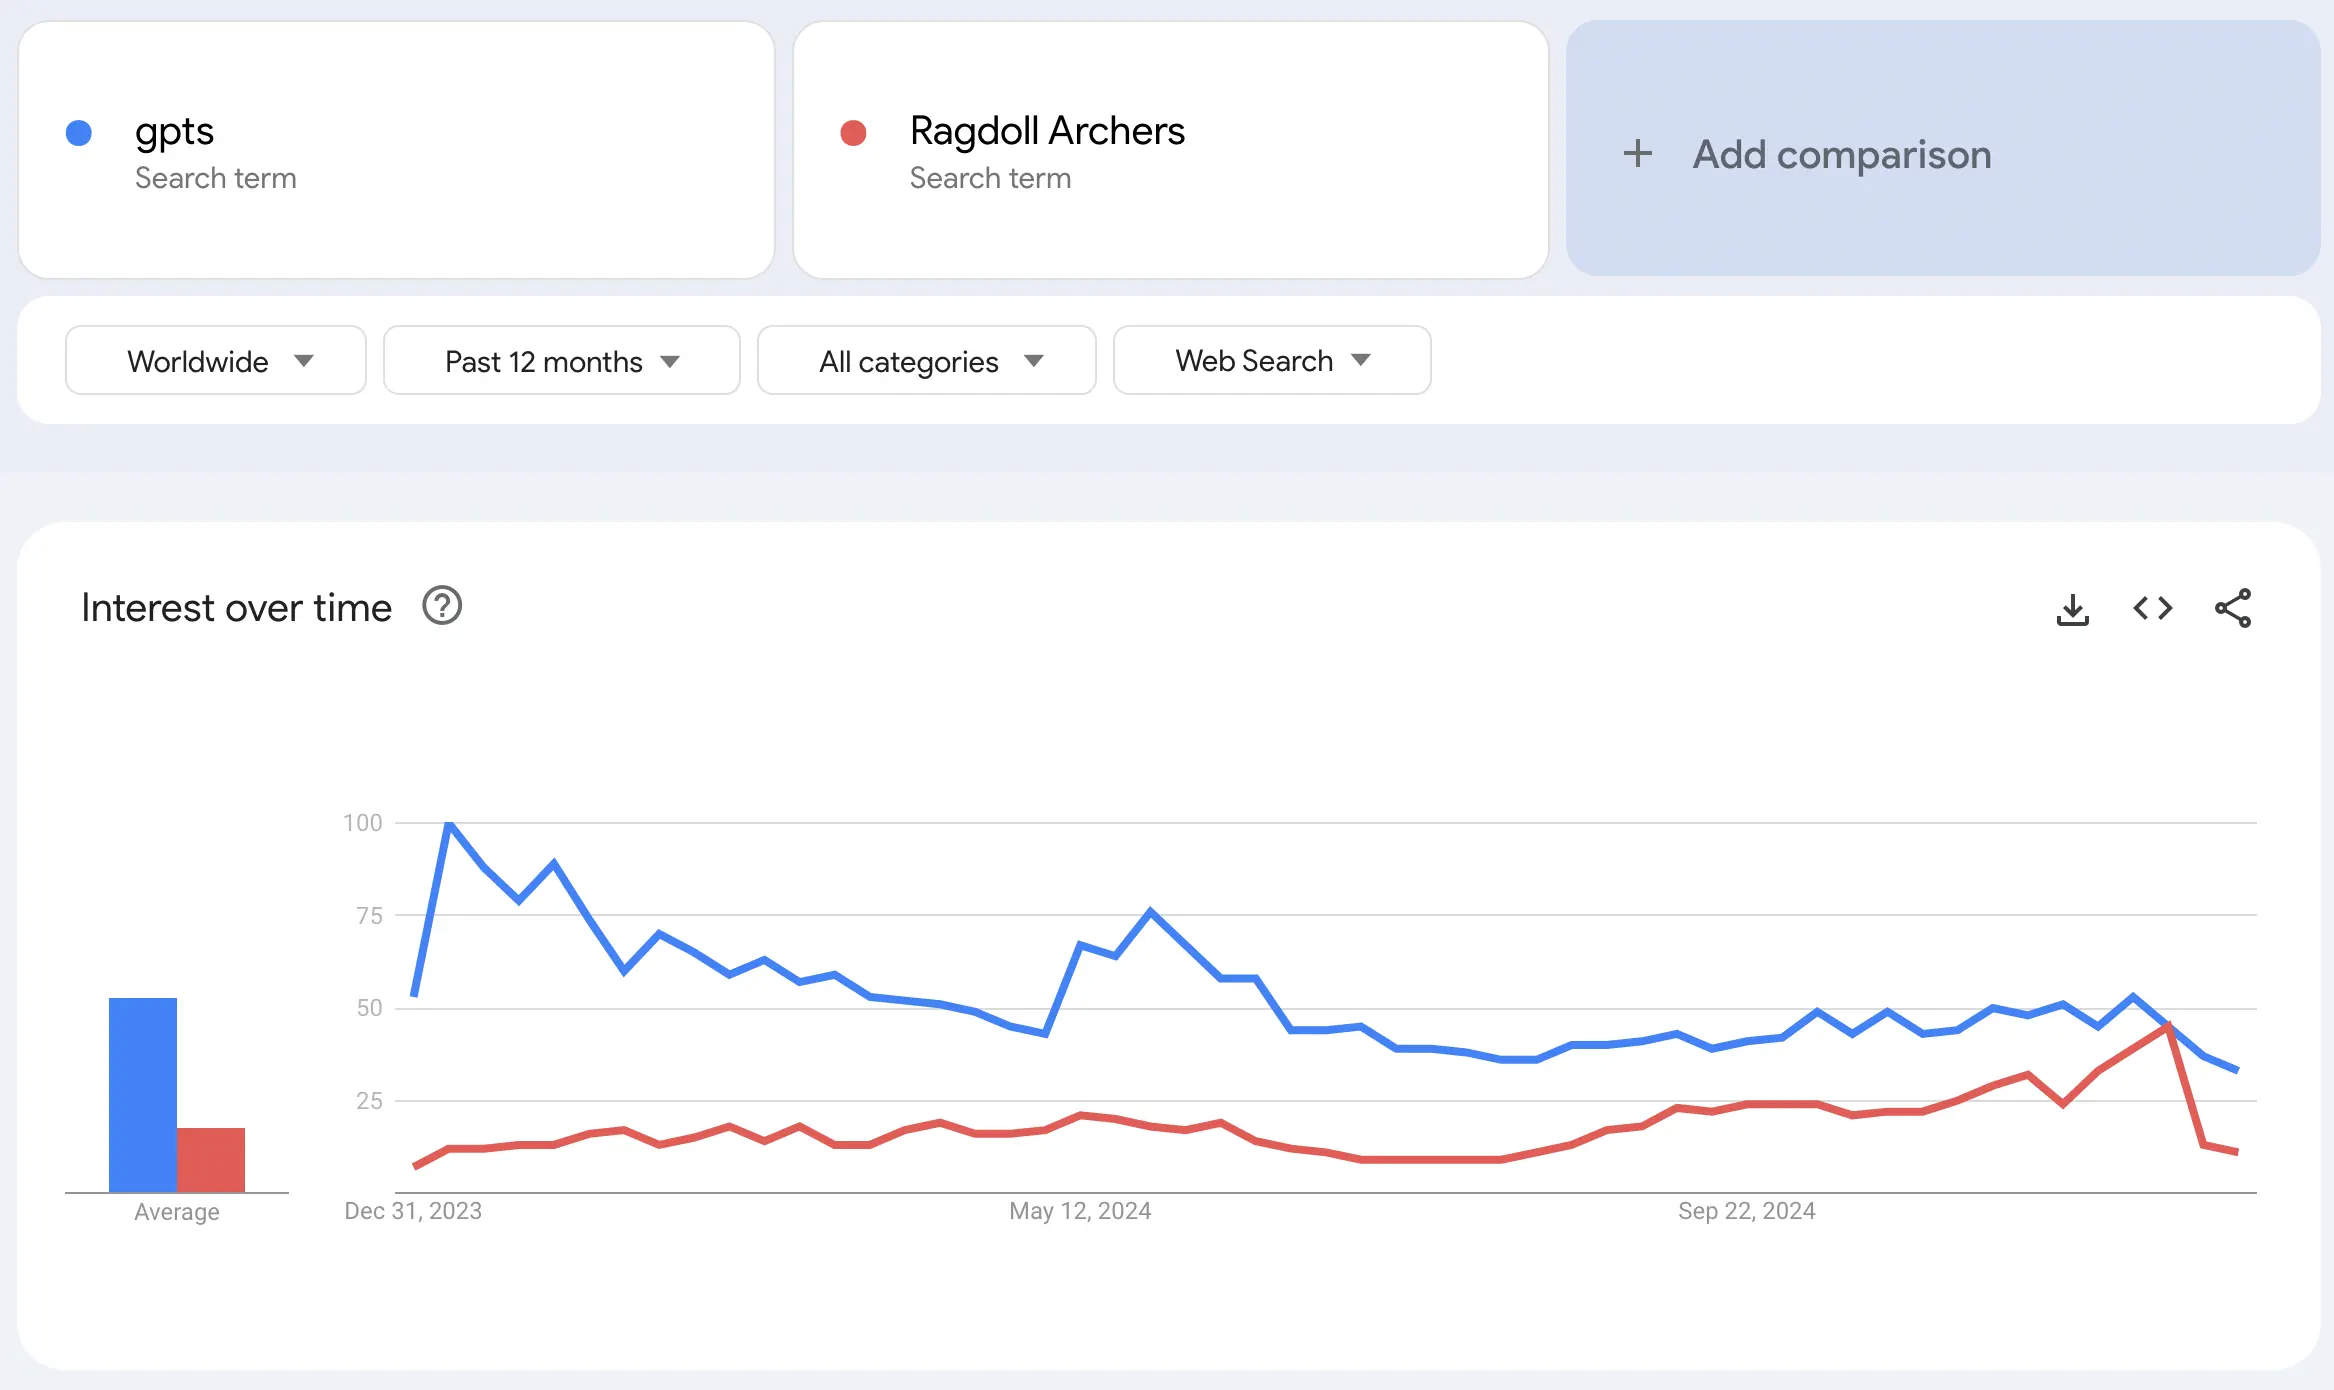 gpts
Search term
Ragdoll Archers
Search term
+ Add comparison
Worldwide
Past 12 months
All categories
Web Search
Interest over time
100
75
50
25
Average
Dec 31, 2023
May 12, 2024
Sep 22, 2024